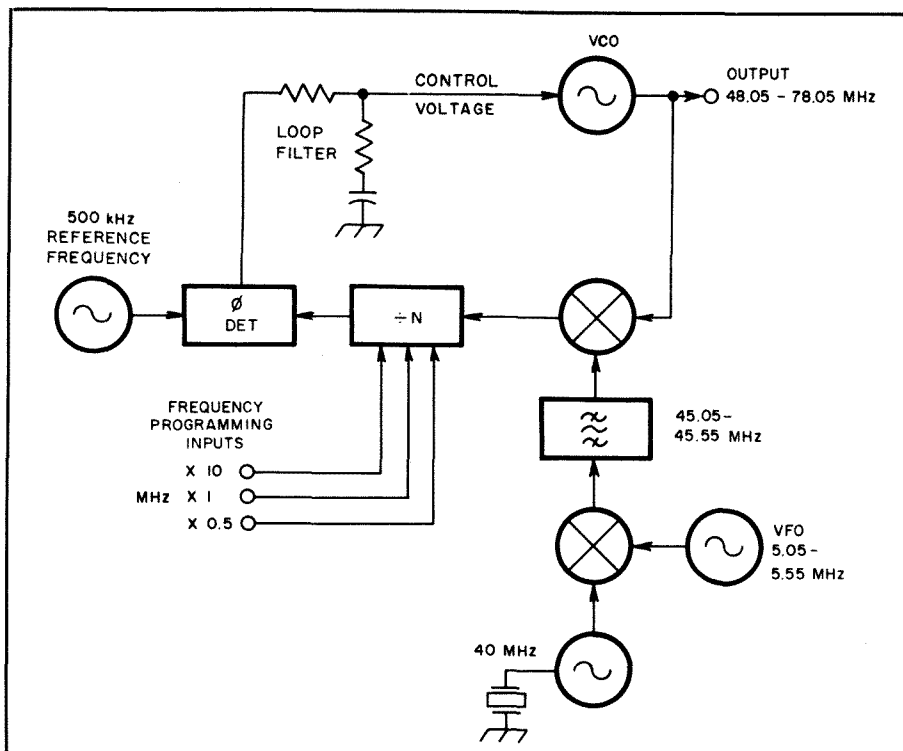 VCO
OUTPUT
48.05 – 78.05 MHz
CONTROL
VOLTAGE
LOOP
FILTER
500 kHz
REFERENCE
FREQUENCY
Ø
DET
÷ N
FREQUENCY
PROGRAMMING
INPUTS
X 10
MHz X 1
X 0.5
45.05–
45.55 MHz
VFO
5.05–
5.55 MHz
40 MHz